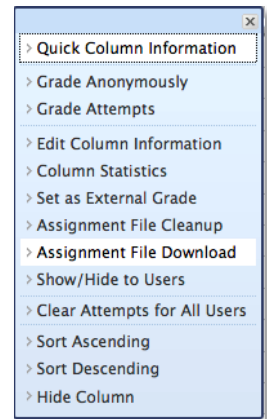 > Quick Column Information
> Grade Anonymously
> Grade Attempts
> Edit Column Information
> Column Statistics
> Set as External Grade
> Assignment File Cleanup
> Assignment File Download
> Show/Hide to Users
> Clear Attempts for All Users
> Sort Ascending
> Sort Descending
> Hide Column